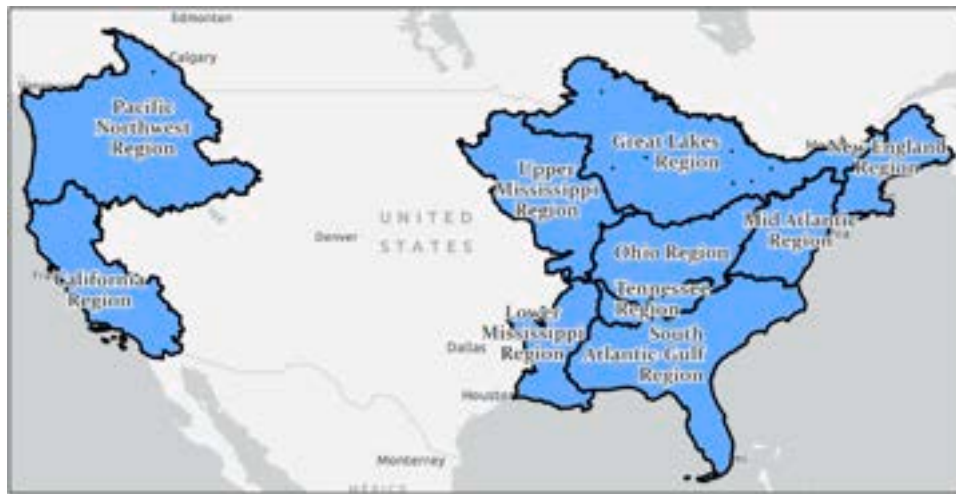 Edmonton
Calgary
Pacific
Northwest
Region
Great Lakes
Region
New England
Region
Upper
Mississippi
Region
UNITED
STATES
Denver
Mid Atlantic
Region
Ohio Region
California
Region
Tennessee
Region
Lower
Mississippi
Region
South
Atlantic-Gulf
Region
Dallas
Houston
Monterrey
MÉXICO